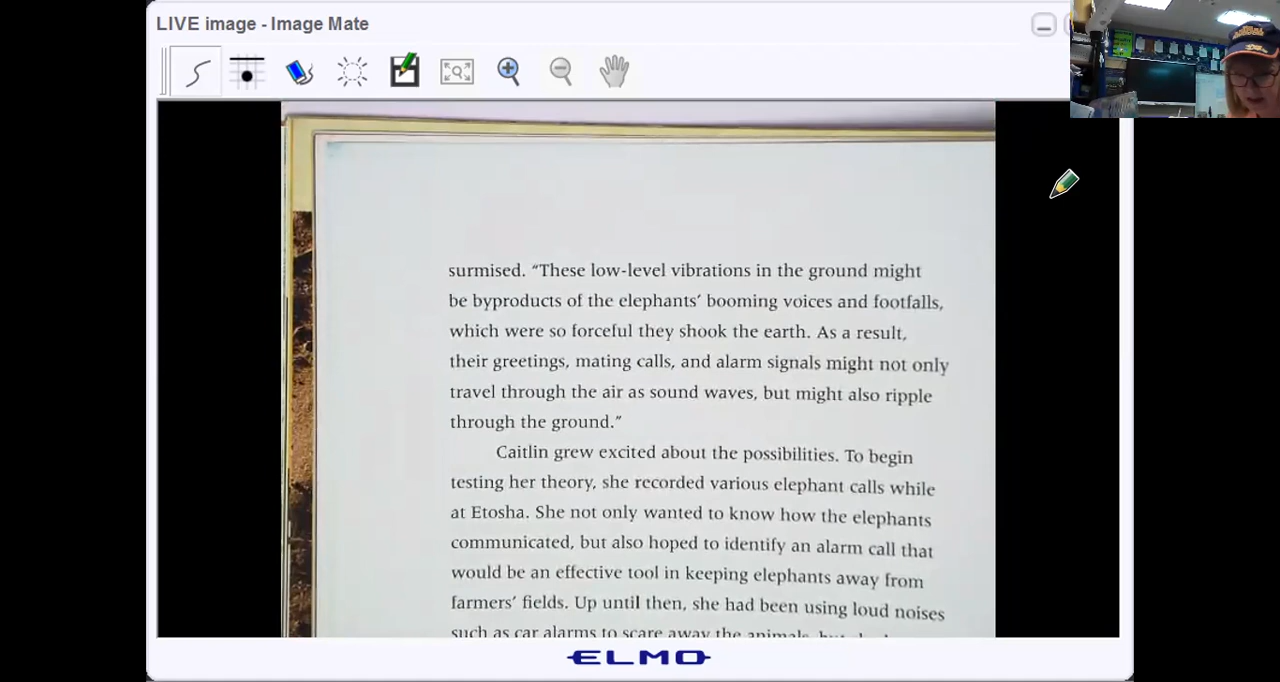 LIVE image - Image Mate
surmised. “These low-level vibrations in the ground might
be byproducts of the elephants’ booming voices and footfalls,
which were so forceful they shook the earth. As a result,
their greetings, mating calls, and alarm signals might not only
travel through the air as sound waves, but might also ripple
through the ground.”
Caitlin grew excited about the possibilities. To begin
testing her theory, she recorded various elephant calls while
at Etosha. She not only wanted to know how the elephants
communicated, but also hoped to identify an alarm call that
would be an effective tool in keeping elephants away from
farmers’ fields. Up until then, she had been using loud noises
such as car alarms to scare away the animals, but
ELMO